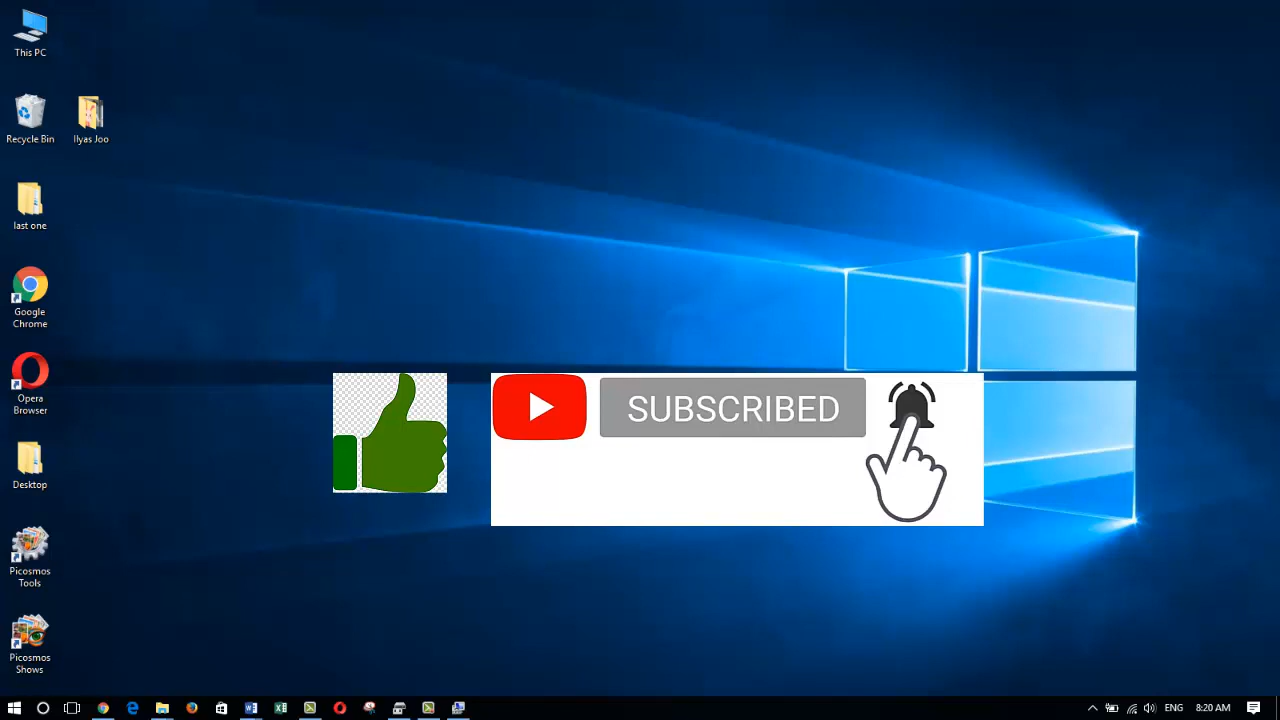 This PC
Recycle Bin
Ilyas Joo
last one
Google
Chrome
Opera
Browser
Desktop
Picosmos
Tools
Picosmos
Shows
SUBSCRIBED
ENG
8:20 AM